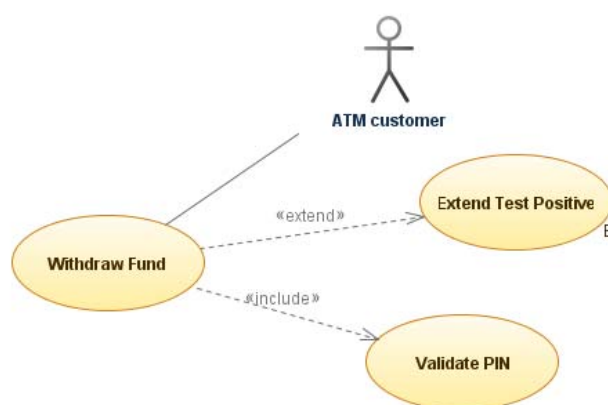 ATM customer
«extend»
Extend Test Positive
E
Withdraw Fund
«include»
Validate PIN